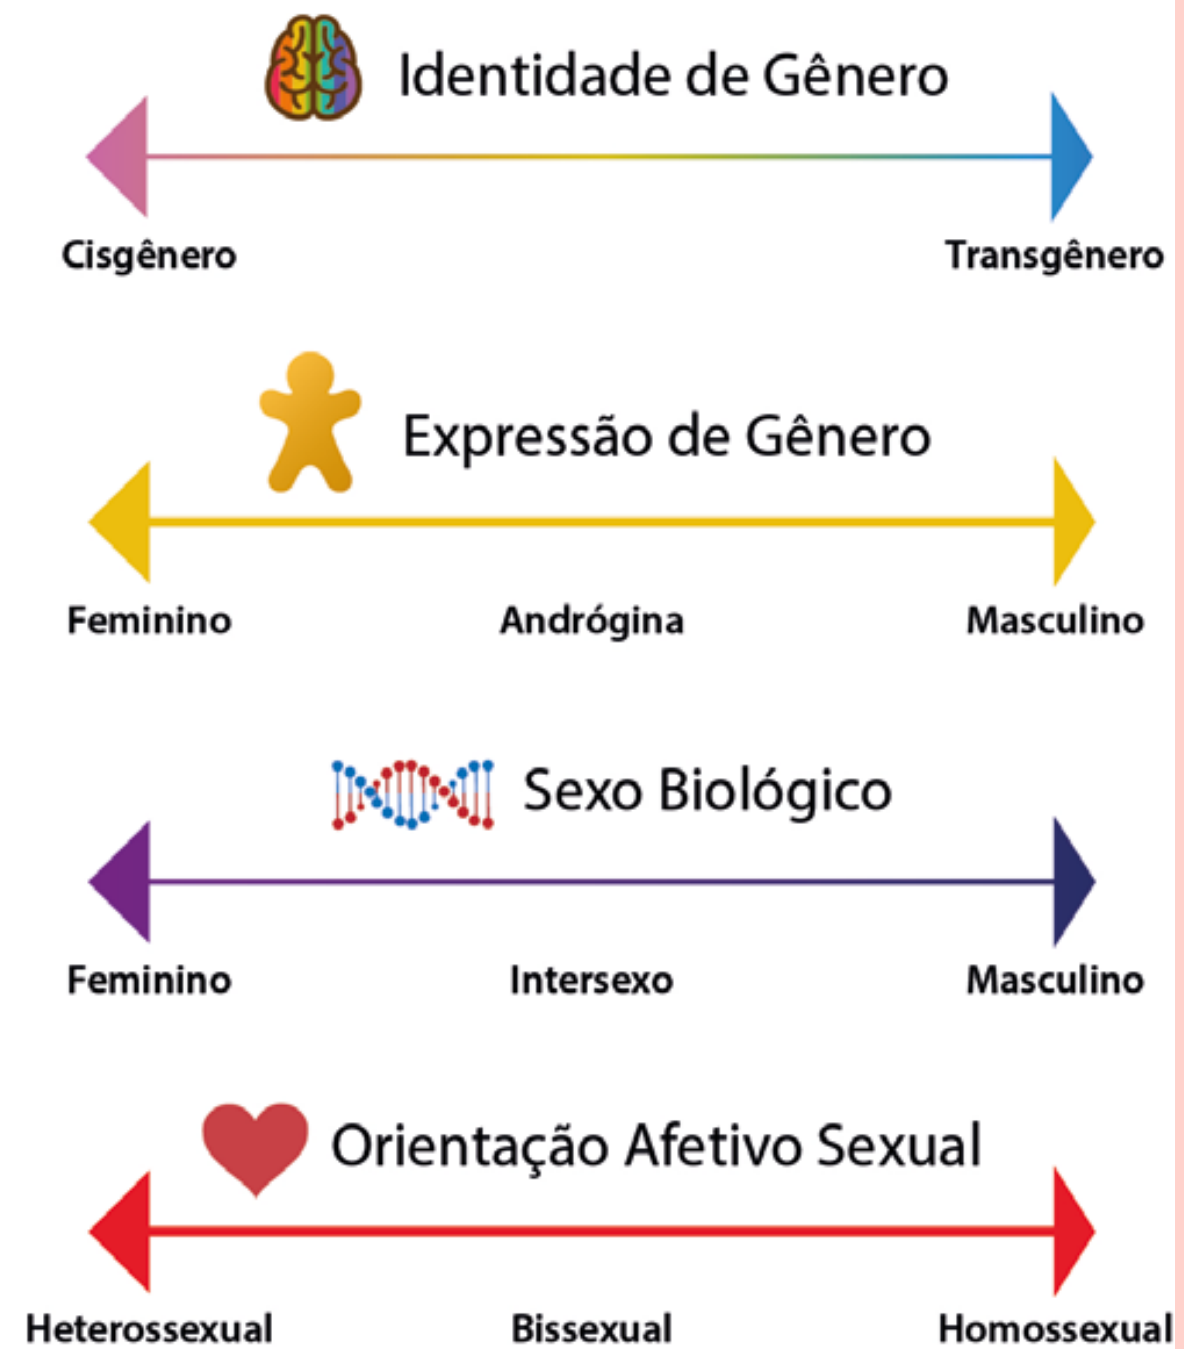 Identidade de Gênero
Cisgênero Transgênero
Expressão de Gênero
Feminino Andrógina Masculino
Sexo Biológico
Feminino Intersexo Masculino
Orientação Afetivo Sexual
Heterossexual Bissexual Homossexual